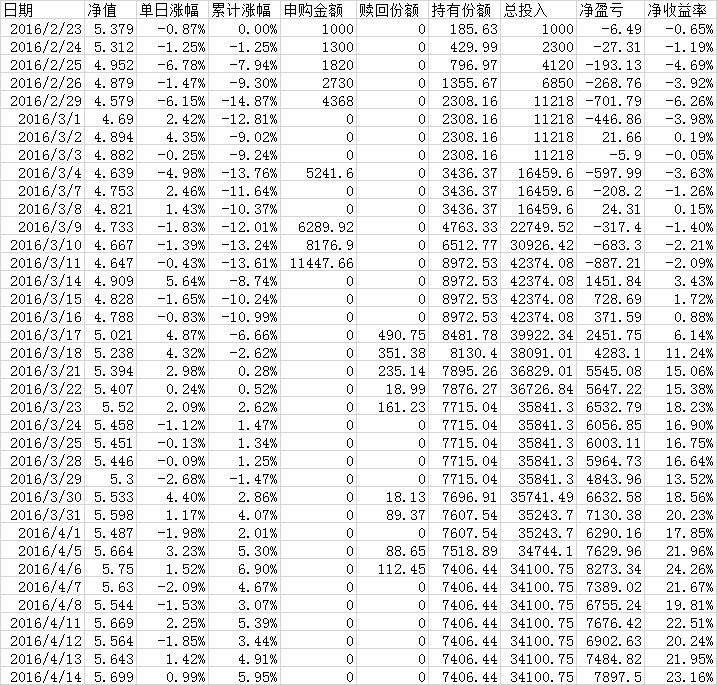 日期 净值 单日涨幅 累计涨幅 申购金额 赎回份额 持有份额 总投入 净盈亏 净收益率
2016/2/23 5.379 -0.87% 0.00% 1000 0 185.63 1000 -6.49 -0.65%
2016/2/24 5.312 -1.25% -1.25% 1300 0 429.99 2300 -27.31 -1.19%
2016/2/25 4.952 -6.78% -7.94% 1820 0 796.97 4120 -193.13 -4.69%
2016/2/26 4.879 -1.47% -9.30% 2730 0 1355.67 6850 -268.76 -3.92%
2016/2/29 4.579 -6.15% -14.87% 4368 0 2308.16 11218 -701.79 -6.26%
2016/3/1 4.69 2.42% -12.81% 0 0 2308.16 11218 -446.86 -3.98%
2016/3/2 4.894 4.35% -9.02% 0 0 2308.16 11218 21.66 0.19%
2016/3/3 4.882 -0.25% -9.24% 0 0 2308.16 11218 -5.9 -0.05%
2016/3/4 4.639 -4.98% -13.76% 5241.6 0 3436.37 16459.6 -597.99 -3.63%
2016/3/7 4.753 2.46% -11.64% 0 0 3436.37 16459.6 -208.2 -1.26%
2016/3/8 4.821 1.43% -10.37% 0 0 3436.37 16459.6 24.31 0.15%
2016/3/9 4.733 -1.83% -12.01% 6289.92 0 4763.33 22749.52 -317.4 -1.40%
2016/3/10 4.667 -1.39% -13.24% 8176.9 0 6512.77 30926.42 -683.3 -2.21%
2016/3/11 4.647 -0.43% -13.61% 11447.66 0 8972.53 42374.08 -887.21 -2.09%
2016/3/14 4.909 5.64% -8.74% 0 0 8972.53 42374.08 1451.84 3.43%
2016/3/15 4.828 -1.65% -10.24% 0 0 8972.53 42374.08 728.69 1.72%
2016/3/16 4.788 -0.83% -10.99% 0 0 8972.53 42374.08 371.59 0.88%
2016/3/17 5.021 4.87% -6.66% 0 490.75 8481.78 39922.34 2451.75 6.14%
2016/3/18 5.238 4.32% -2.62% 0 351.38 8130.4 38091.01 4283.1 11.24%
2016/3/21 5.394 2.98% 0.28% 0 235.14 7895.26 36829.01 5545.08 15.06%
2016/3/22 5.407 0.24% 0.52% 0 18.99 7876.27 36726.84 5647.22 15.38%
2016/3/23 5.52 2.09% 2.62% 0 161.23 7715.04 35841.3 6532.79 18.23%
2016/3/24 5.458 -1.12% 1.47% 0 0 7715.04 35841.3 6056.85 16.90%
2016/3/25 5.451 -0.13% 1.34% 0 0 7715.04 35841.3 6003.11 16.75%
2016/3/28 5.446 -0.09% 1.25% 0 0 7715.04 35841.3 5964.73 16.64%
2016/3/29 5.3 -2.68% -1.47% 0 0 7715.04 35841.3 4843.96 13.52%
2016/3/30 5.533 4.40% 2.86% 0 18.13 7696.91 35741.49 6632.58 18.56%
2016/3/31 5.598 1.17% 4.07% 0 89.37 7607.54 35243.7 7130.38 20.23%
2016/4/1 5.487 -1.98% 2.01% 0 0 7607.54 35243.7 6290.16 17.85%
2016/4/5 5.664 3.23% 5.30% 0 88.65 7518.89 34744.1 7629.96 21.96%
2016/4/6 5.75 1.52% 6.90% 0 112.45 7406.44 34100.75 8273.34 24.26%
2016/4/7 5.63 -2.09% 4.67% 0 0 7406.44 34100.75 7389.02 21.67%
2016/4/8 5.544 -1.53% 3.07% 0 0 7406.44 34100.75 6755.24 19.81%
2016/4/11 5.669 2.25% 5.39% 0 0 7406.44 34100.75 7676.42 22.51%
2016/4/12 5.564 -1.85% 3.44% 0 0 7406.44 34100.75 6902.63 20.24%
2016/4/13 5.643 1.42% 4.91% 0 0 7406.44 34100.75 7484.82 21.95%
2016/4/14 5.699 0.99% 5.95% 0 0 7406.44 34100.75 7897.5 23.16%